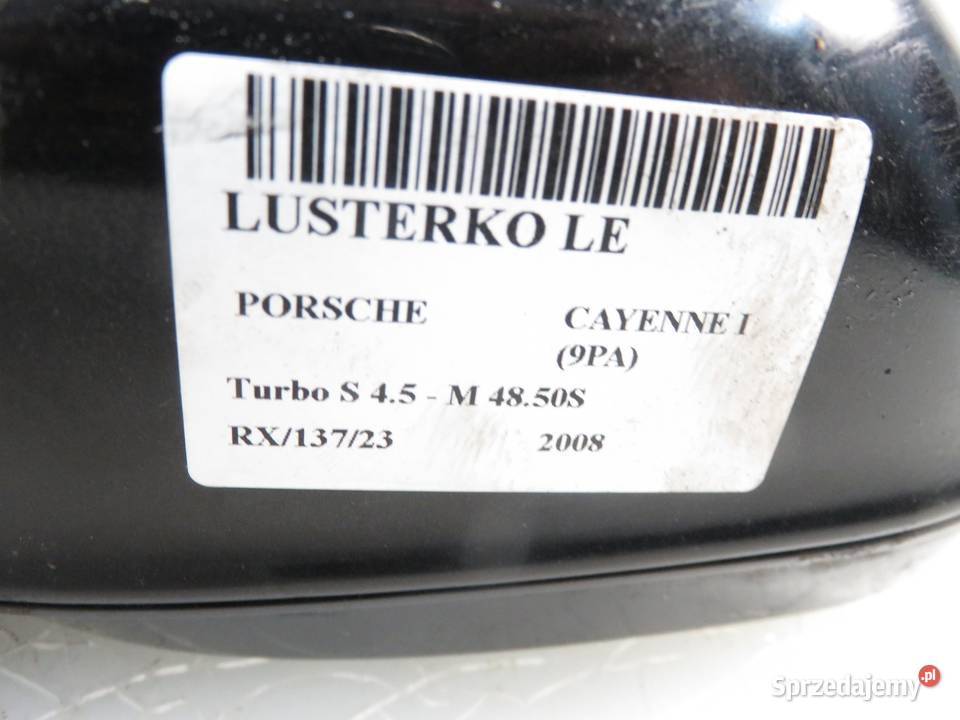 LUSTERKO LE
PORSCHE CAYENNE I
(9PA)
Turbo S 4.5 - M 48.50S
RX/137/23 2008
Sprzedajemy.pl